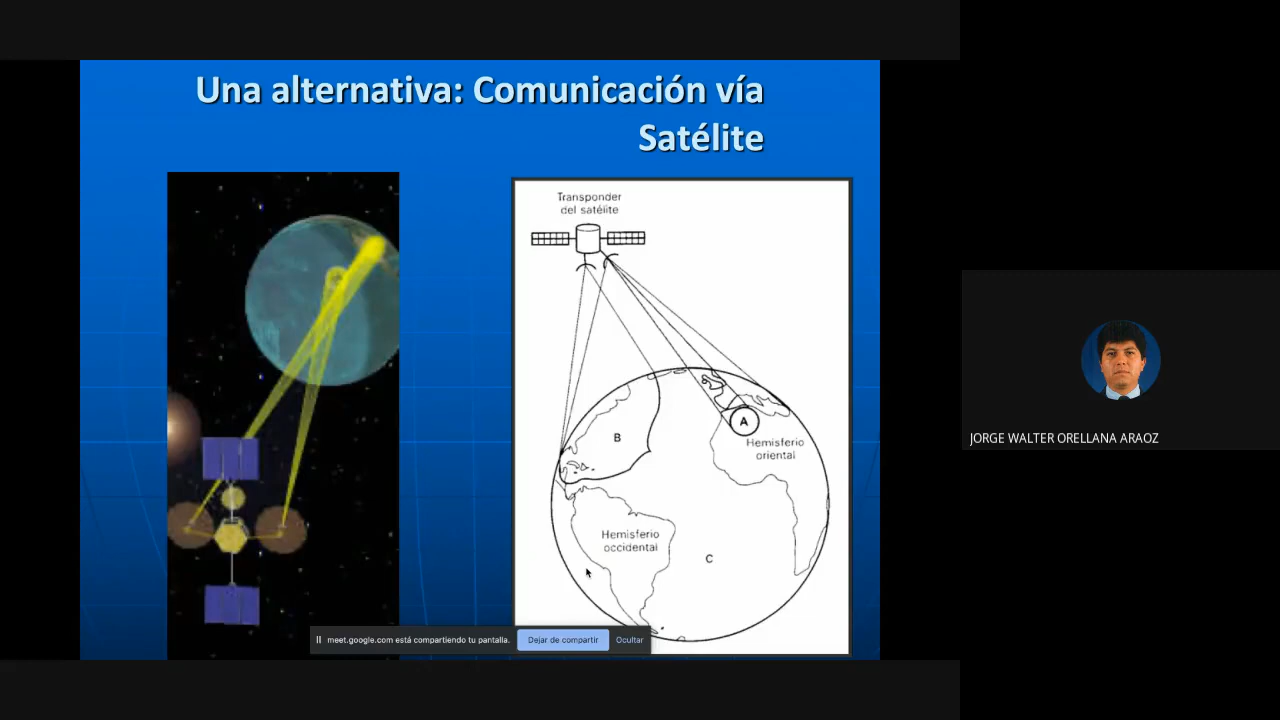 Una alternativa: Comunicación vía
Satélite
Transponder
del satélite
A
B
Hemisferio
oriental
Hemisferio
occidental
C
meet.google.com está compartiendo tu pantalla.
Dejar de compartir
Ocultar
JORGE WALTER ORELLANA ARAOZ